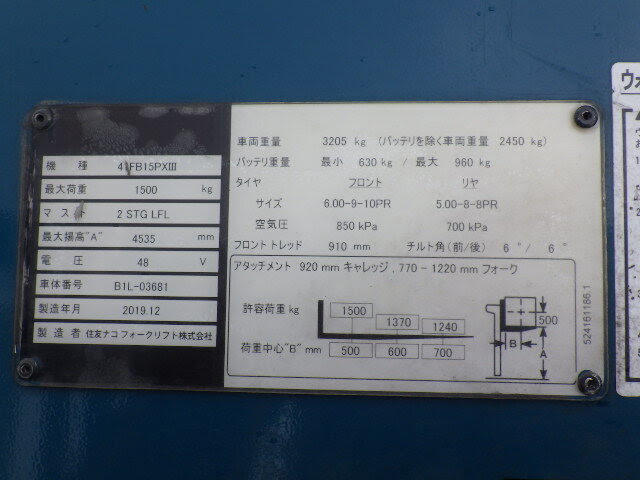 機 種 41FB15PXⅢ
最大荷重 1500 kg
マ ス ト 2 STG LFL
最大揚高"A" 4535 mm
電 圧 48 V
車体番号 B1L-03681
製造年月 2019.12
製 造 者 住友ナコ フォークリフト株式会社
車両重量 3205 kg (バッテリを除く車両重量 2450 kg)
バッテリ重量 最小 630 kg / 最大 960 kg
タイヤ フロント リヤ
サイズ 6.00-9-10PR 5.00-8-8PR
空気圧 850 kPa 700 kPa
フロント トレッド 910 mm チルト角(前/後) 6 ° / 6 °
アタッチメント 920 mm キャレッジ , 770 - 1220 mm フォーク
許容荷重 kg 1500 1370 1240
荷重中心"B" mm 500 600 700
500
B
A
524161186.1
ウォ